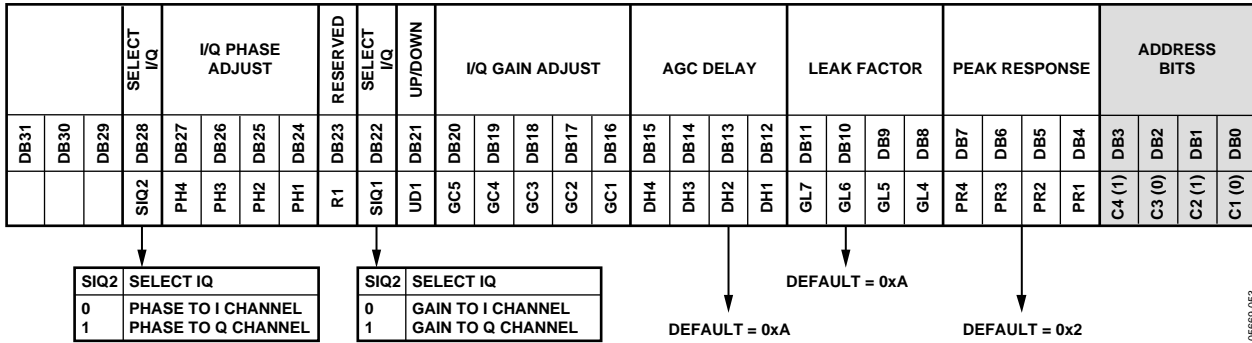 SELECT I/Q
I/Q PHASE ADJUST
RESERVED
SELECT I/Q
UP/DOWN
I/Q GAIN ADJUST
AGC DELAY
LEAK FACTOR
PEAK RESPONSE
ADDRESS BITS
DB31 DB30 DB29 DB28 DB27 DB26 DB25 DB24 DB23 DB22 DB21 DB20 DB19 DB18 DB17 DB16 DB15 DB14 DB13 DB12 DB11 DB10 DB9 DB8 DB7 DB6 DB5 DB4 DB3 DB2 DB1 DB0
SIQ2 PH4 PH3 PH2 PH1 R1 SIQ1 UD1 GC5 GC4 GC3 GC2 GC1 DH4 DH3 DH2 DH1 GL7 GL6 GL5 GL4 PR4 PR3 PR2 PR1 C4 (1) C3 (0) C2 (1) C1 (0)
SIQ2 SELECT IQ
0 PHASE TO I CHANNEL
1 PHASE TO Q CHANNEL
SIQ2 SELECT IQ
0 GAIN TO I CHANNEL
1 GAIN TO Q CHANNEL
DEFAULT = 0xA
DEFAULT = 0xA
DEFAULT = 0x2
05669-053